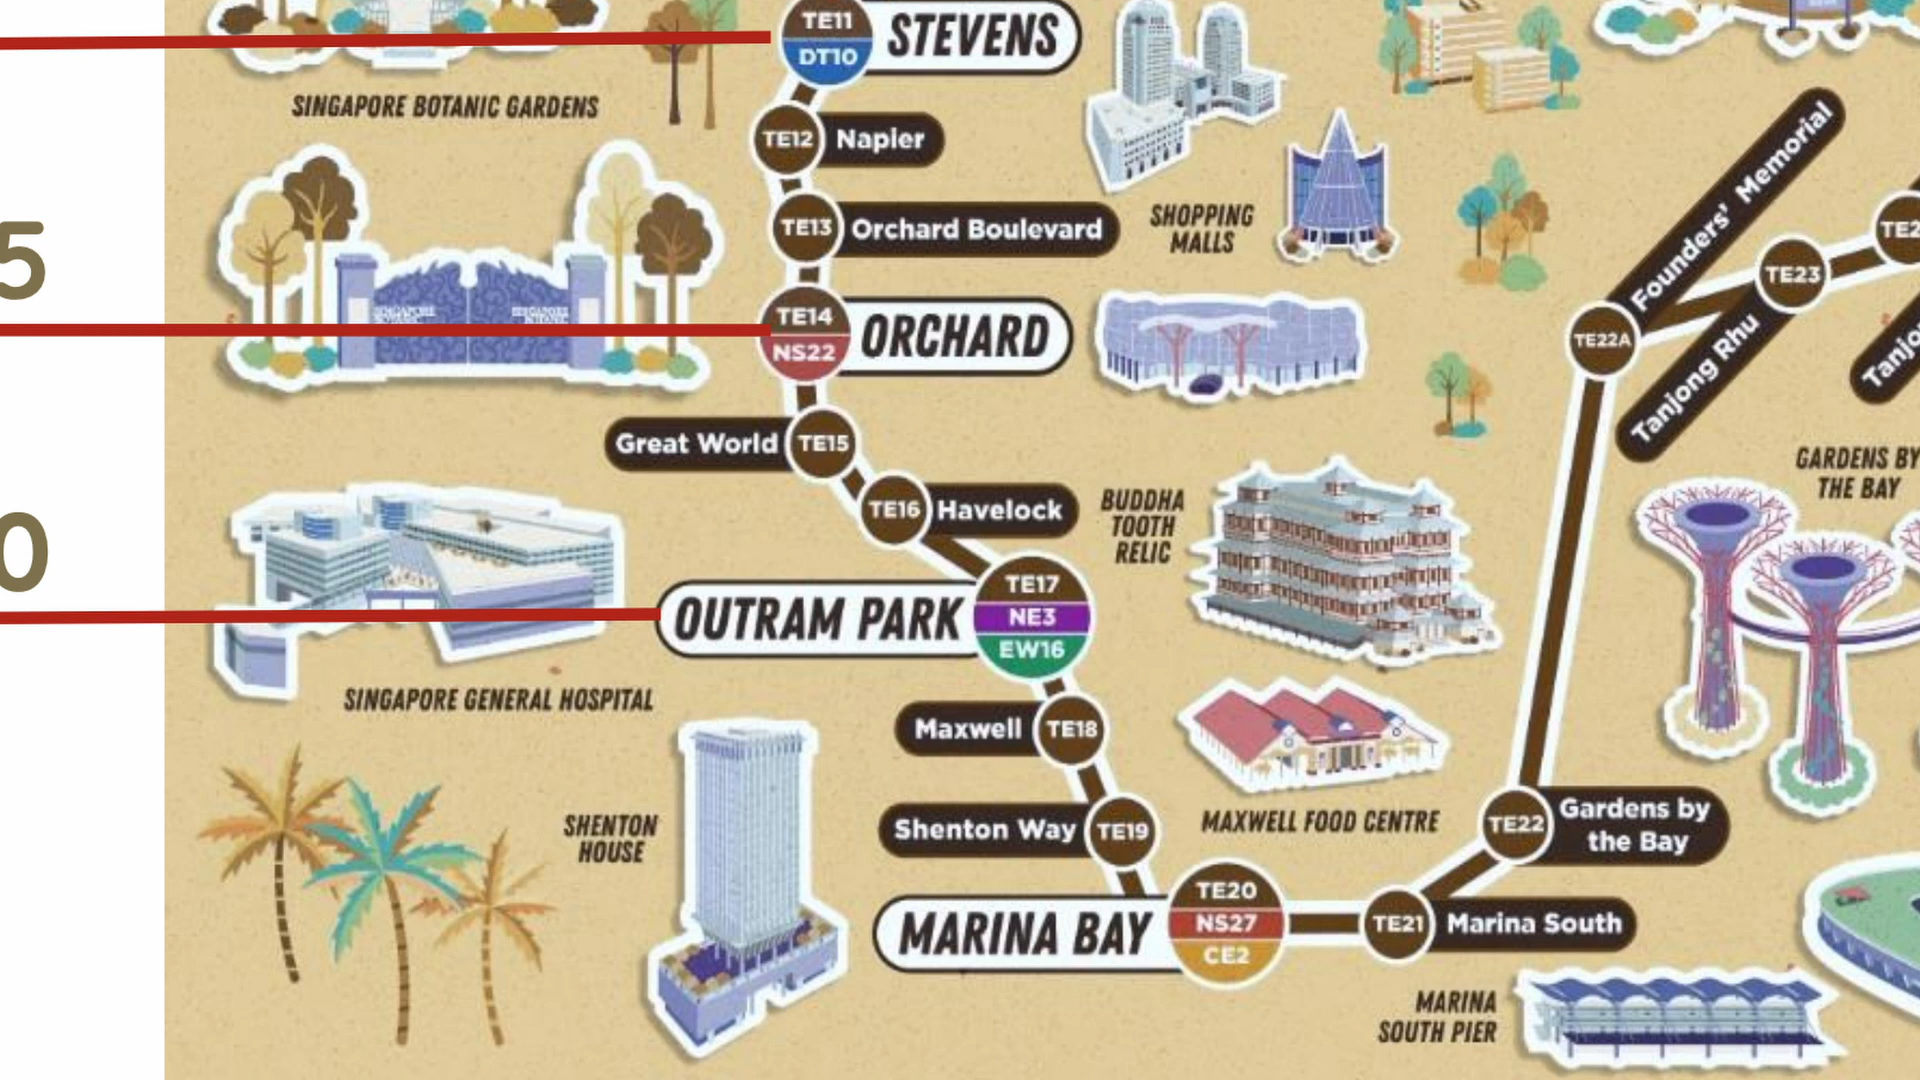 TE11
DT10
STEVENS
SINGAPORE BOTANIC GARDENS
TE12
Napier
TE13
Orchard Boulevard
SHOPPING
MALLS
Founders' Memorial
TE23
5
TE14
NS22
ORCHARD
TE22A
Tanjong Rhu
Great World
TE15
GARDENS BY
THE BAY
TE16
Havelock
BUDDHA
TOOTH
RELIC
0
OUTRAM PARK
TE17
NE3
EW16
SINGAPORE GENERAL HOSPITAL
Maxwell
TE18
MAXWELL FOOD CENTRE
SHENTON
HOUSE
Shenton Way
TE19
TE22
Gardens by
the Bay
MARINA BAY
TE20
NS27
CE2
TE21
Marina South
MARINA
SOUTH PIER